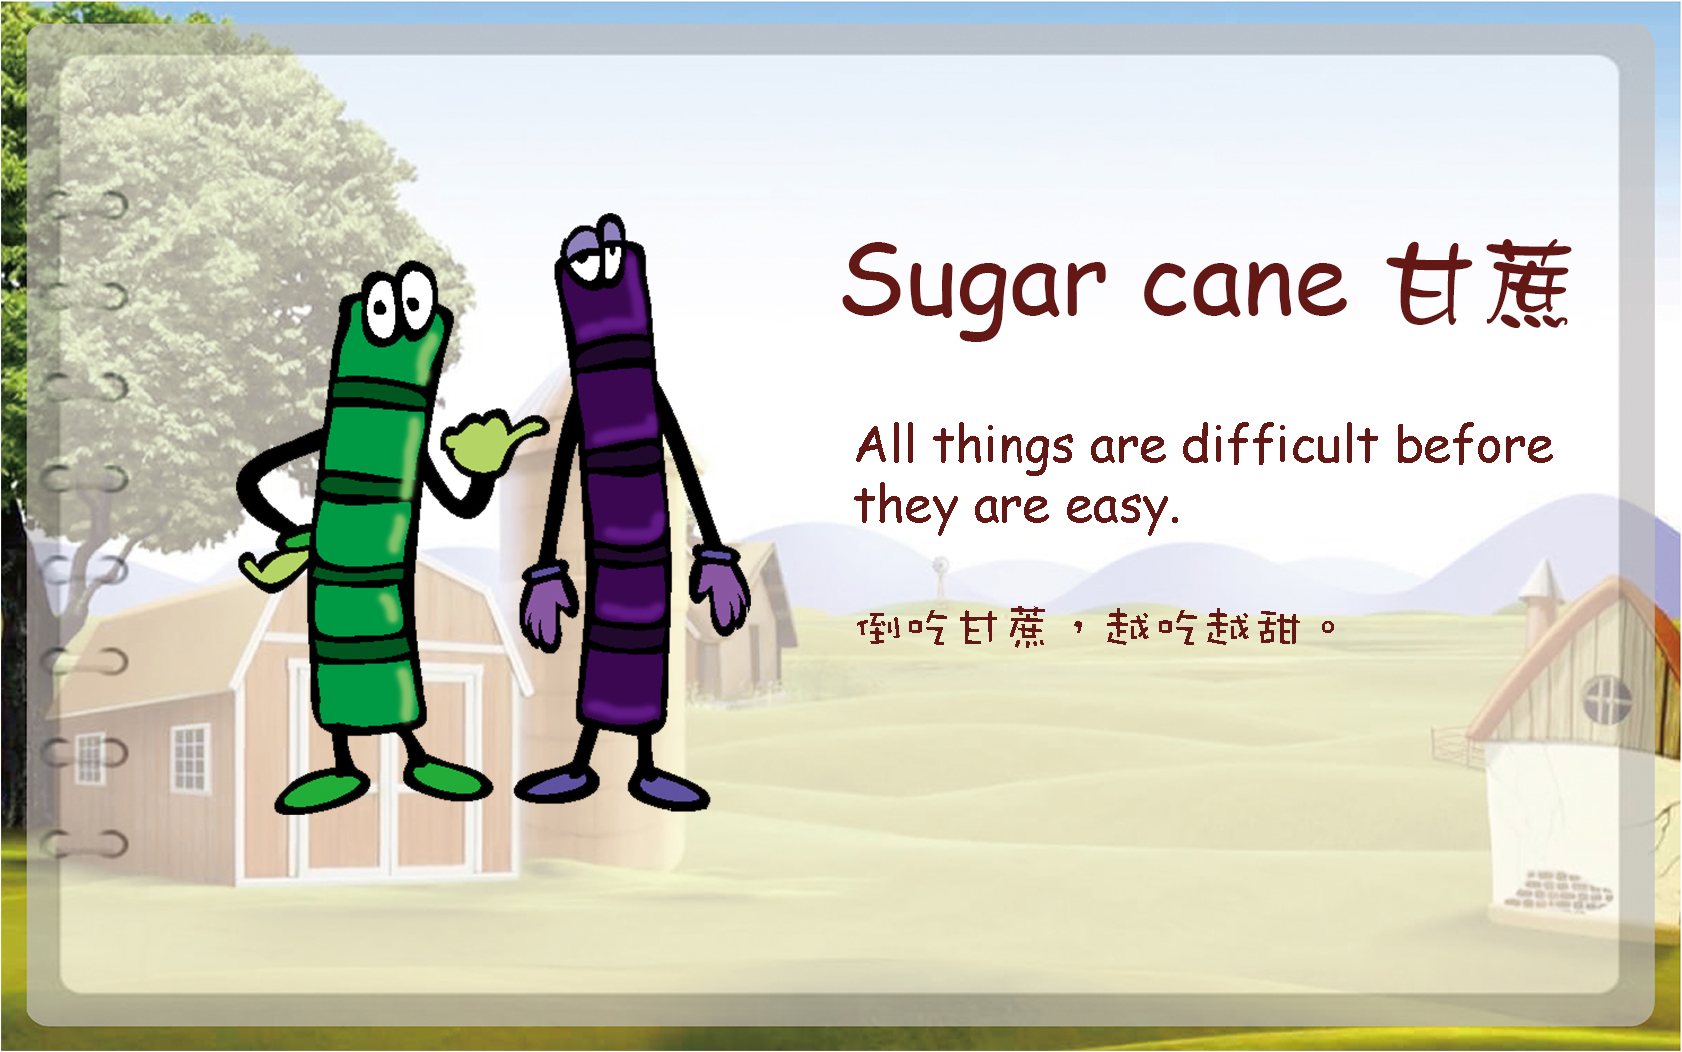 Sugar cane 甘蔗
All things are difficult before
they are easy.
倒吃甘蔗，越吃越甜。